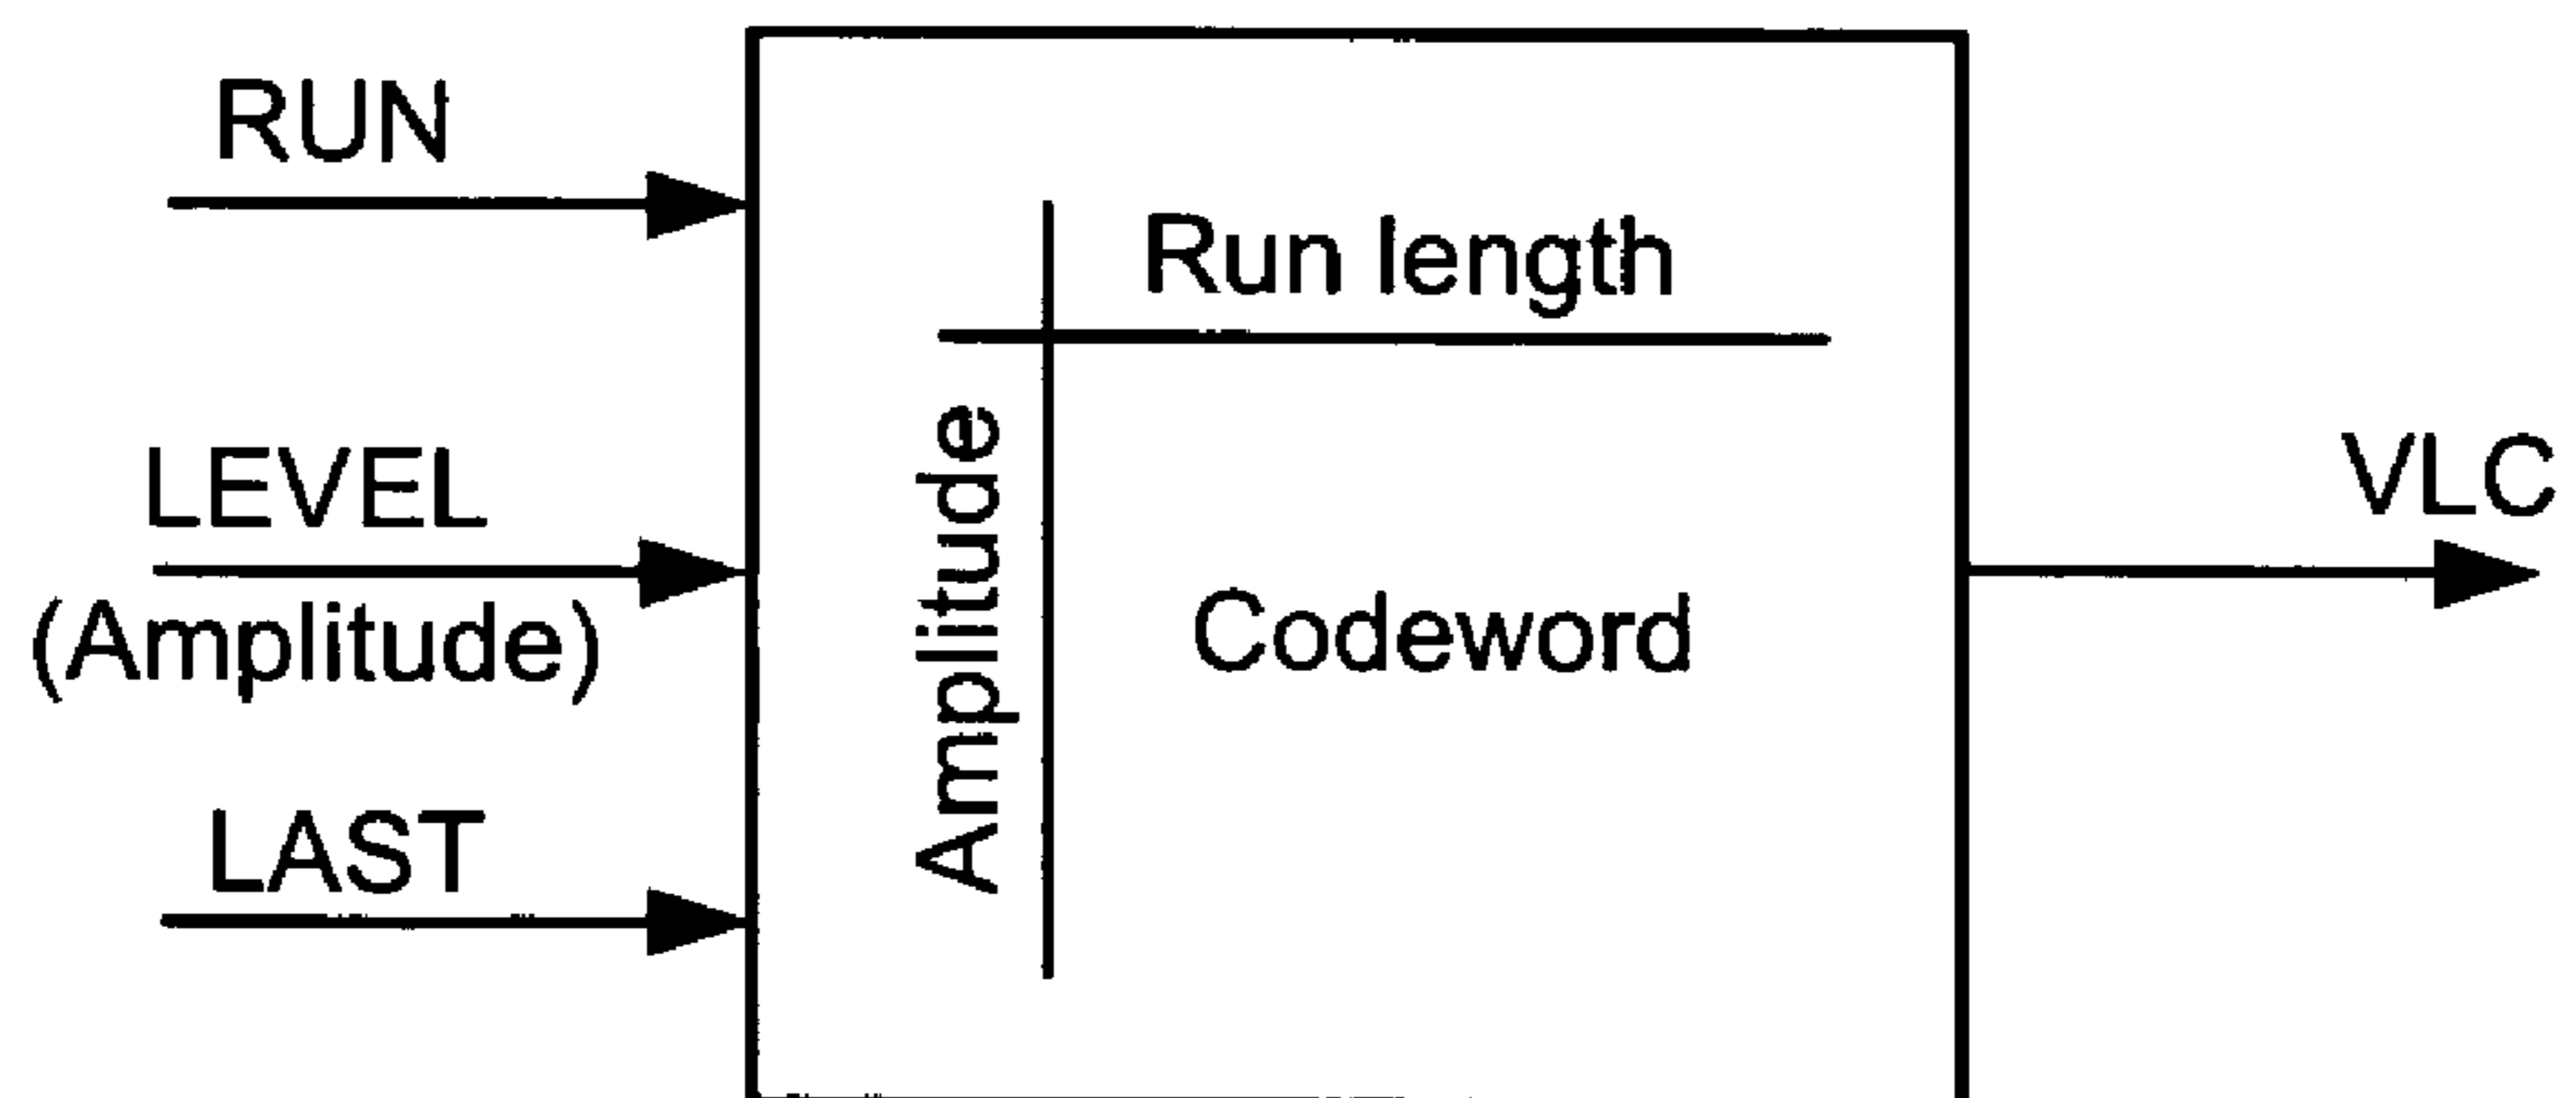 RUN
LEVEL
(Amplitude)
LAST
Run length
Amplitude
Codeword
VLC